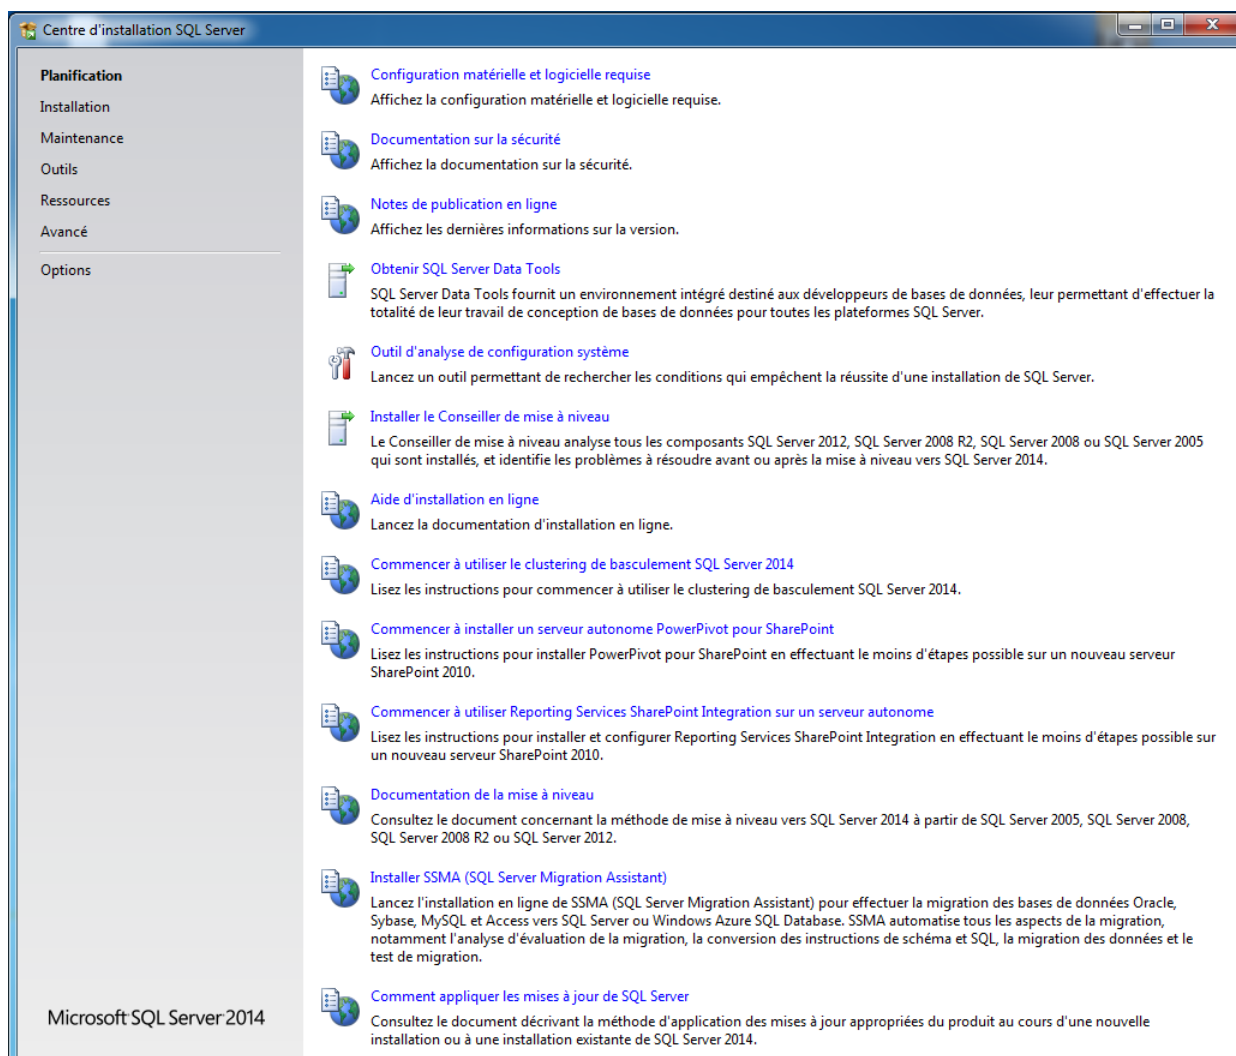 Centre d'installation SQL Server
Planification
Installation
Maintenance
Outils
Ressources
Avancé
Options
Microsoft SQL Server 2014
Configuration matérielle et logicielle requise
Affichez la configuration matérielle et logicielle requise.
Documentation sur la sécurité
Affichez la documentation sur la sécurité.
Notes de publication en ligne
Affichez les dernières informations sur la version.
Obtenir SQL Server Data Tools
SQL Server Data Tools fournit un environnement intégré destiné aux développeurs de bases de données, leur permettant d'effectuer la
totalité de leur travail de conception de bases de données pour toutes les plateformes SQL Server.
Outil d'analyse de configuration système
Lancez un outil permettant de rechercher les conditions qui empêchent la réussite d'une installation de SQL Server.
Installer le Conseiller de mise à niveau
Le Conseiller de mise à niveau analyse tous les composants SQL Server 2012, SQL Server 2008 R2, SQL Server 2008 ou SQL Server 2005
qui sont installés, et identifie les problèmes à résoudre avant ou après la mise à niveau vers SQL Server 2014.
Aide d'installation en ligne
Lancez la documentation d'installation en ligne.
Commencer à utiliser le clustering de basculement SQL Server 2014
Lisez les instructions pour commencer à utiliser le clustering de basculement SQL Server 2014.
Commencer à installer un serveur autonome PowerPivot pour SharePoint
Lisez les instructions pour installer PowerPivot pour SharePoint en effectuant le moins d'étapes possible sur un nouveau serveur
SharePoint 2010.
Commencer à utiliser Reporting Services SharePoint Integration sur un serveur autonome
Lisez les instructions pour installer et configurer Reporting Services SharePoint Integration en effectuant le moins d'étapes possible sur
un nouveau serveur SharePoint 2010.
Documentation de la mise à niveau
Consultez le document concernant la méthode de mise à niveau vers SQL Server 2014 à partir de SQL Server 2005, SQL Server 2008,
SQL Server 2008 R2 ou SQL Server 2012.
Installer SSMA (SQL Server Migration Assistant)
Lancez l'installation en ligne de SSMA (SQL Server Migration Assistant) pour effectuer la migration des bases de données Oracle,
Sybase, MySQL et Access vers SQL Server ou Windows Azure SQL Database. SSMA automatise tous les aspects de la migration,
notamment l'analyse d'évaluation de la migration, la conversion des instructions de schéma et SQL, la migration des données et le
test de migration.
Comment appliquer les mises à jour de SQL Server
Consultez le document décrivant la méthode d'application des mises à jour appropriées du produit au cours d'une nouvelle
installation ou à une installation existante de SQL Server 2014.